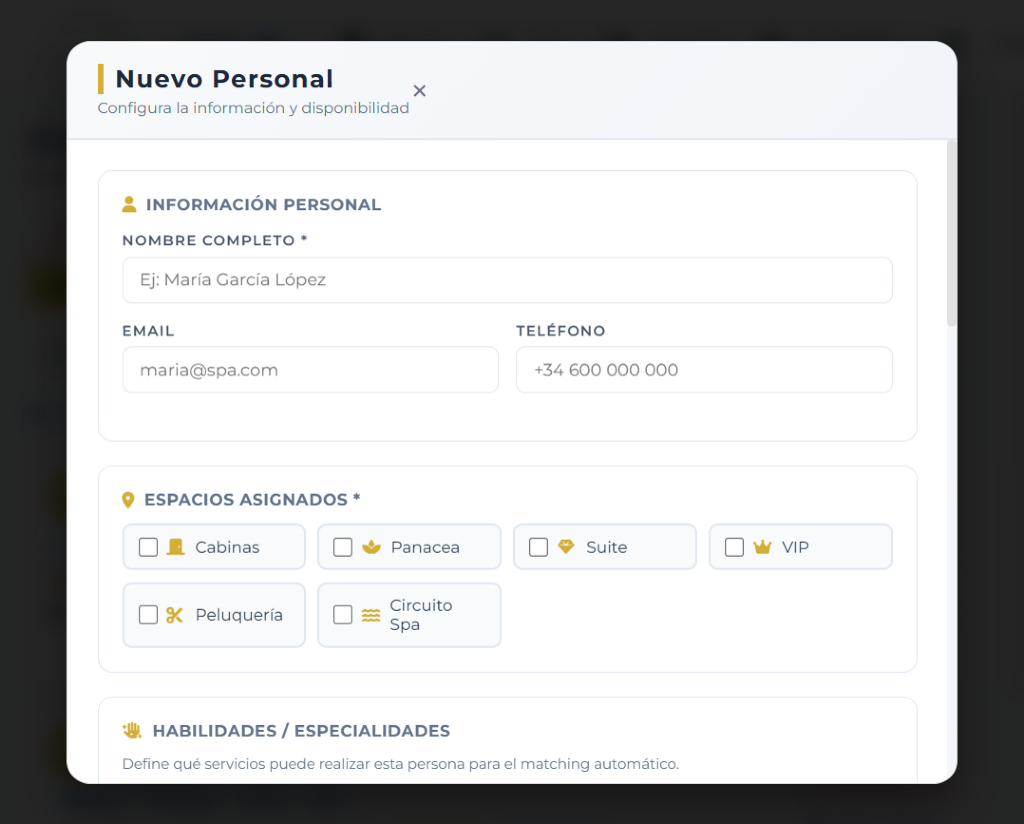 Nuevo Personal
Configura la información y disponibilidad
×
INFORMACIÓN PERSONAL
NOMBRE COMPLETO *
Ej: María García López
EMAIL
TELÉFONO
maria@spa.com
+34 600 000 000
ESPACIOS ASIGNADOS *
Cabinas
Panacea
Suite
VIP
Peluquería
Circuito
Spa
HABILIDADES / ESPECIALIDADES
Define qué servicios puede realizar esta persona para el matching automático.